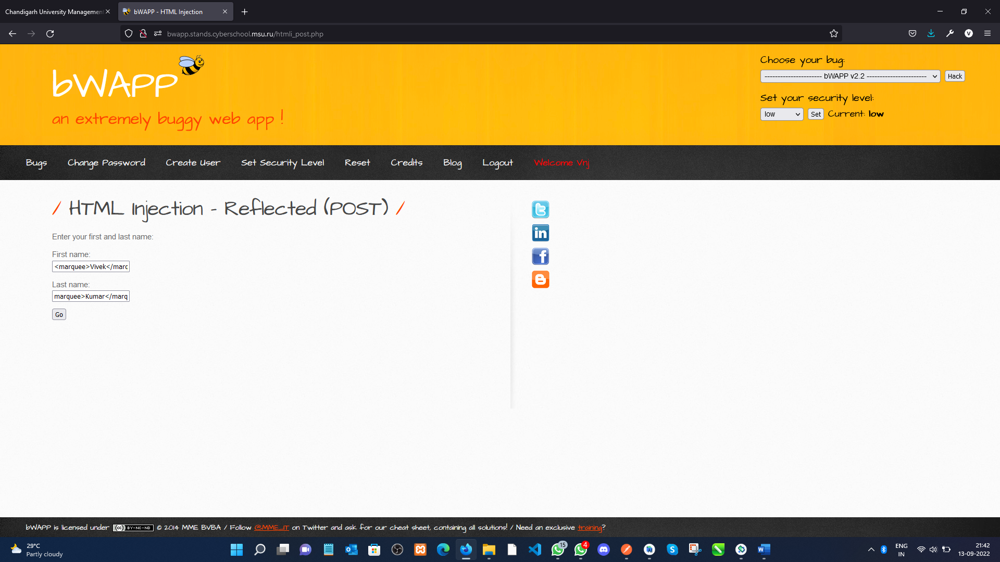 Chandigarh University Managemen
bWAPP - HTML Injection
bwapp.stands.cyberschool.msu.ru/htmli_post.php
V
bWAPP
an extremely buggy web app !
Choose your bug:
---------------------- bWAPP v2.2 -----------------------
Hack
Set your security level:
low
Set
Current: low
Bugs
Change Password
Create User
Set Security Level
Reset
Credits
Blog
Logout
Welcome Vnj
/ HTML Injection - Reflected (POST) /
Enter your first and last name:
First name:
<marquee>Vivek</marc
Last name:
marquee>Kumar</marq
Go
bWAPP is licensed under (cc) BY-NC-ND © 2014 MME BVBA / Follow @MME_IT on Twitter and ask for our cheat sheet, containing all solutions! / Need an exclusive training?
29°C
Partly cloudy
15
4
ENG
IN
21:42
13-09-2022